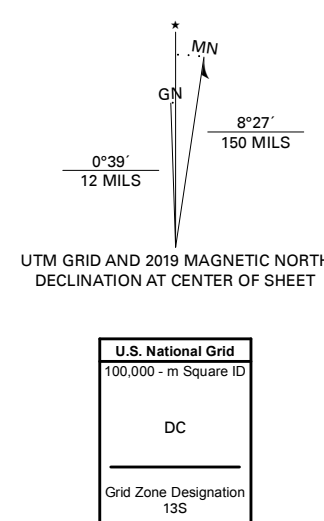 ★
MN
GN
8°27´
150 MILS
0°39´
12 MILS
UTM GRID AND 2019 MAGNETIC NORTH
DECLINATION AT CENTER OF SHEET
U.S. National Grid
100,000 - m Square ID
DC
Grid Zone Designation
13S